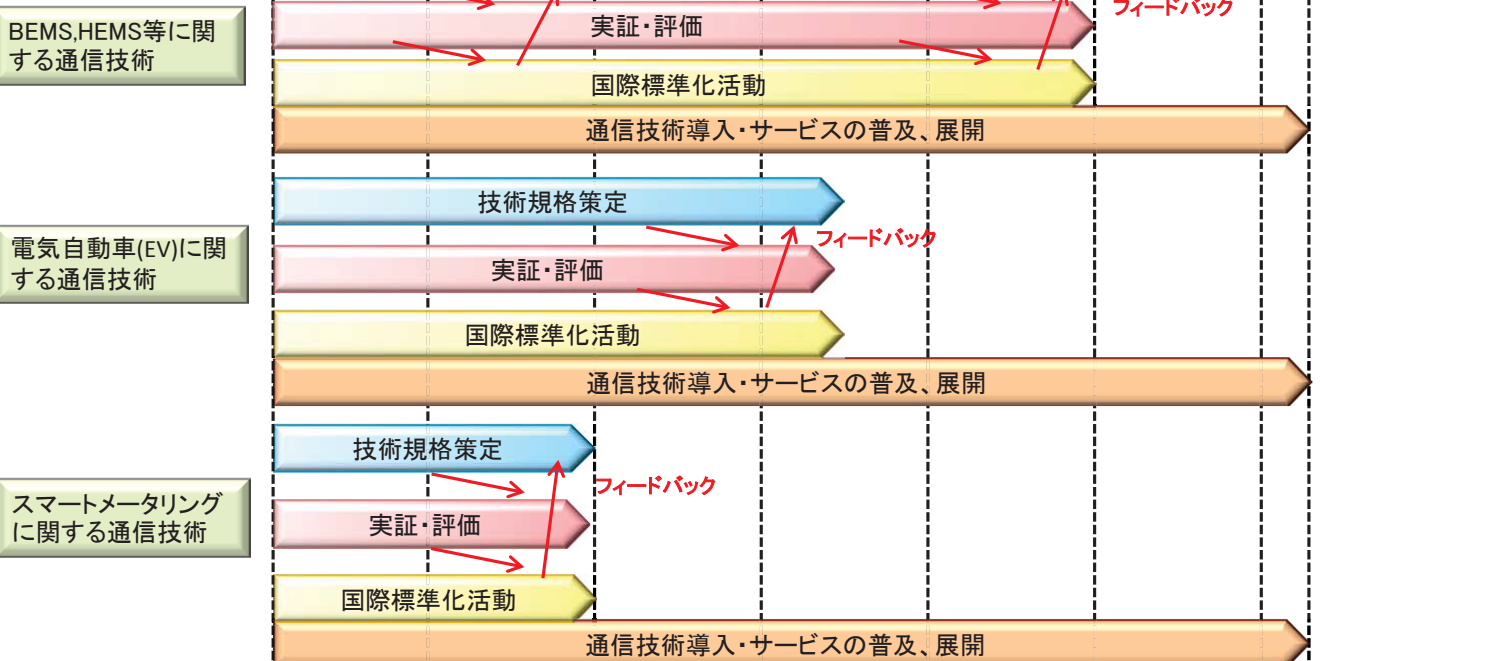 フィードバック
BEMS,HEMS等に関
する通信技術
実証・評価
国際標準化活動
通信技術導入・サービスの普及、展開
技術規格策定
電気自動車(EV)に関
する通信技術
フィードバック
実証・評価
国際標準化活動
通信技術導入・サービスの普及、展開
技術規格策定
スマートメータリング
に関する通信技術
フィードバック
実証・評価
国際標準化活動
通信技術導入・サービスの普及、展開